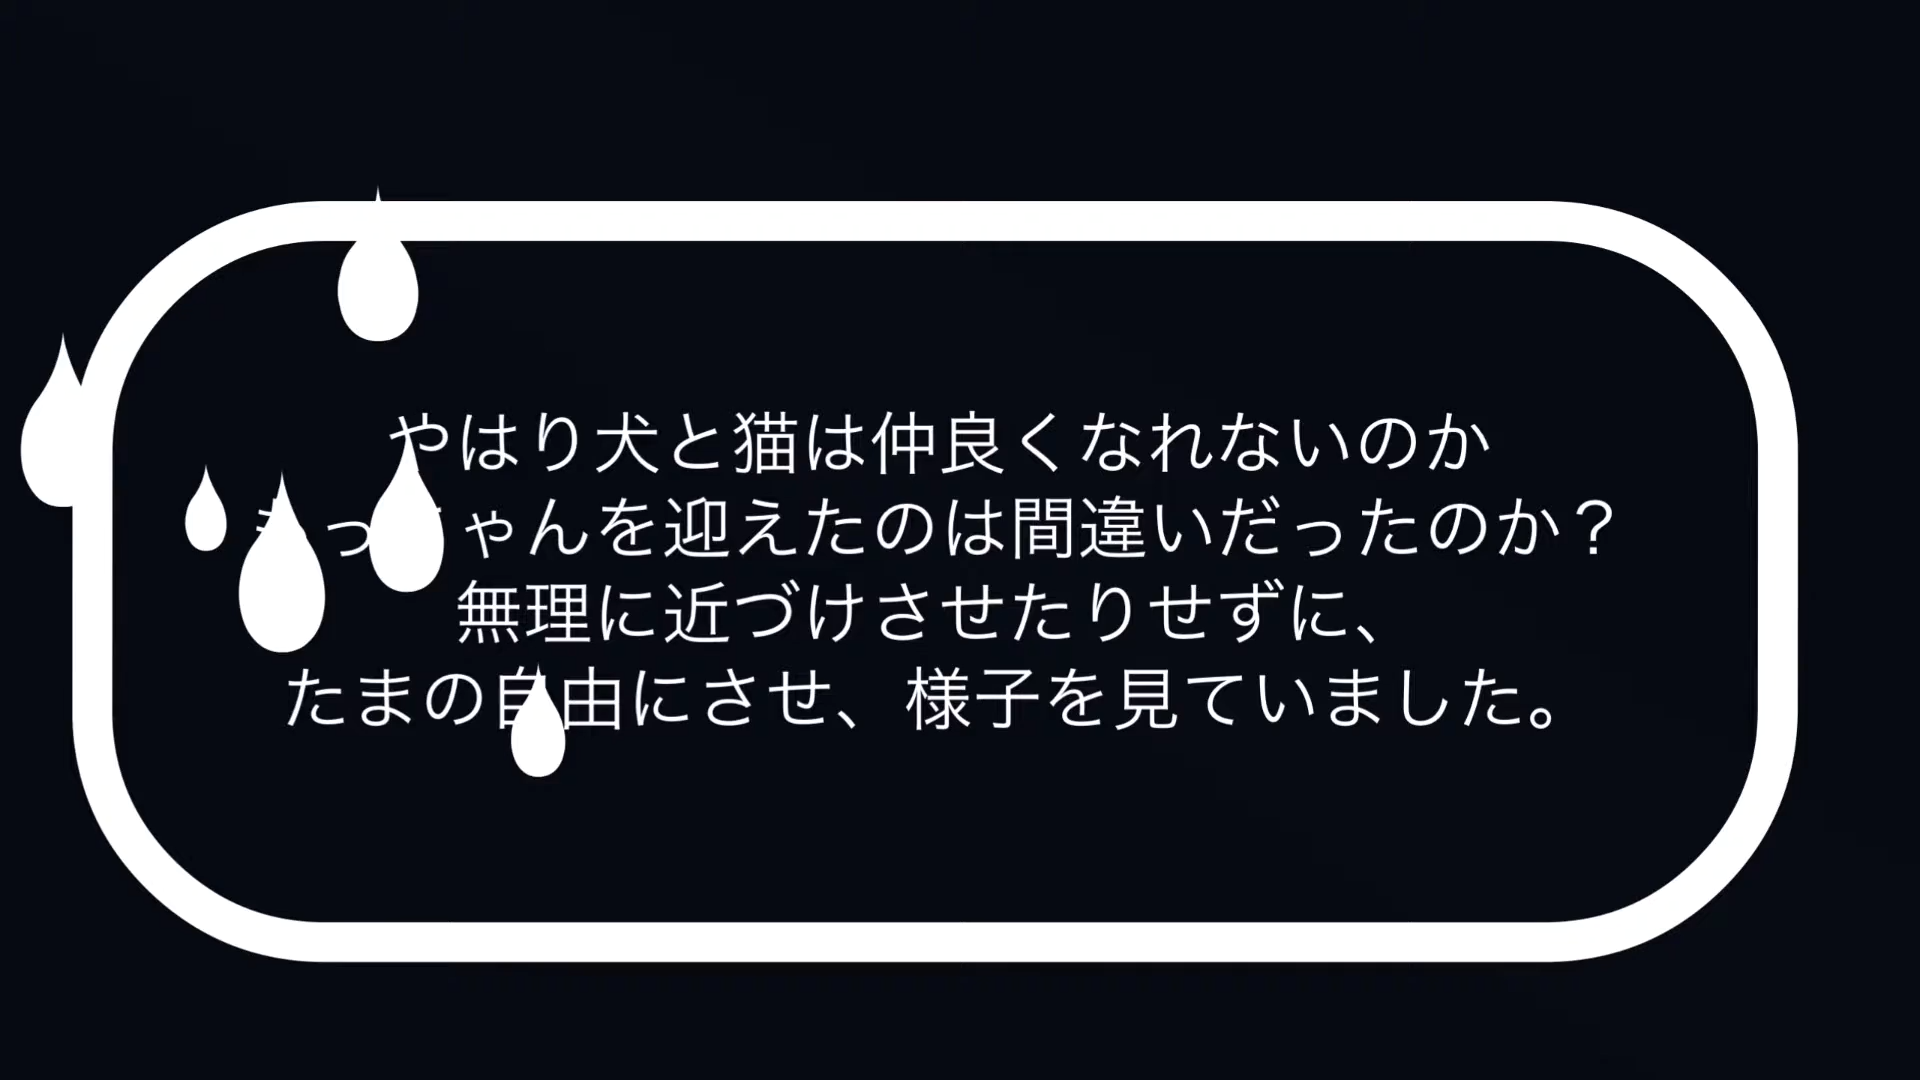 やはり犬と猫は仲良くなれないのか
を迎えたのは間違いだったのか？
無理に近づけさせたりせずに、
たまの自由にさせ、様子を見ていました。